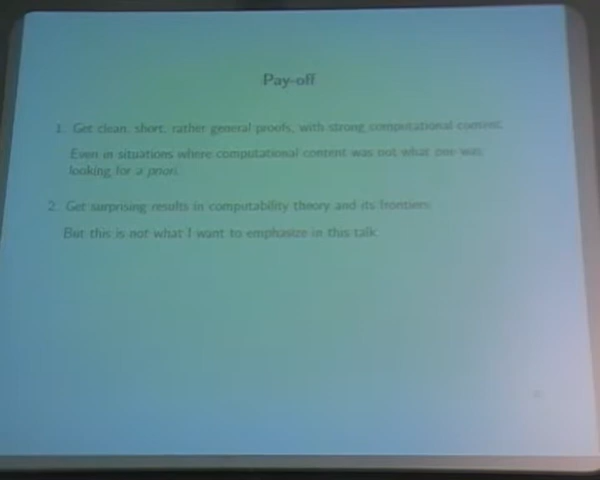 Pay-off
1. Get clean, short, rather general proofs, with strong computational content.
Even in situations where computational content was not what one was
looking for a priori.
2. Get surprising results in computability theory and its frontiers.
But this is not what I want to emphasize in this talk.